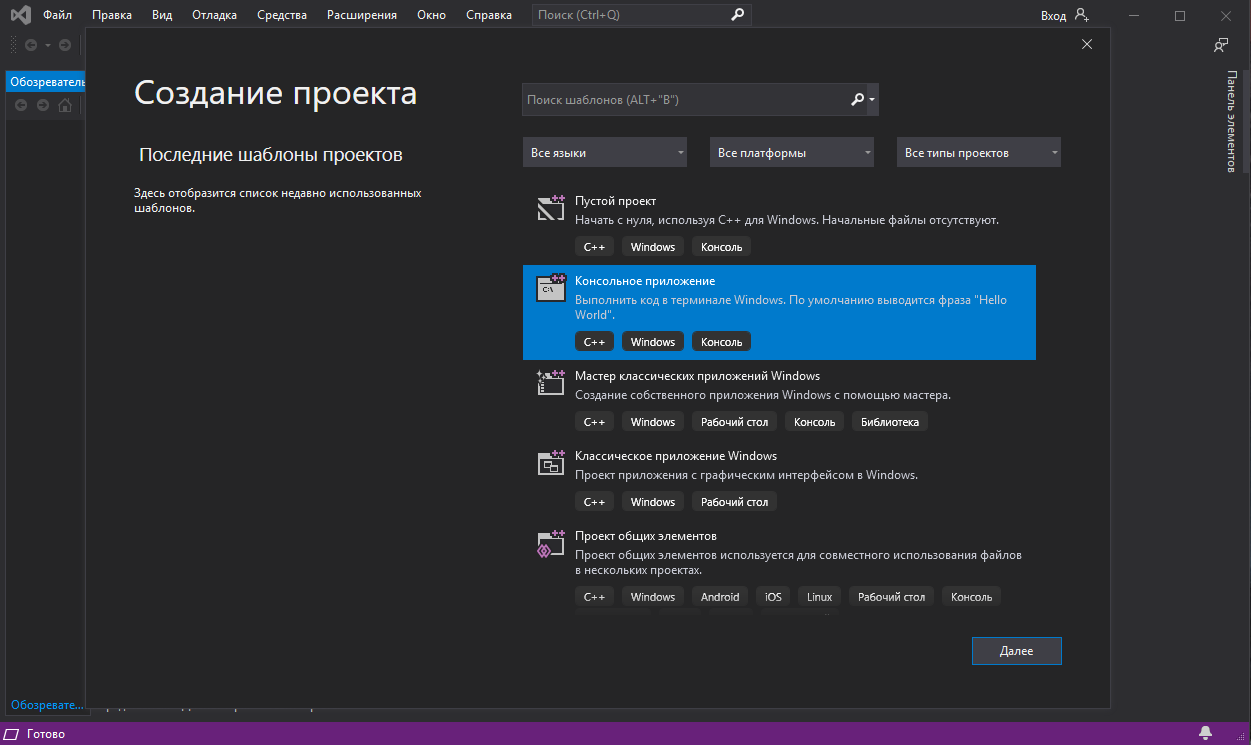 Файл Правка Вид Отладка Средства Расширения Окно Справка Поиск (Ctrl+Q) Вход
Обозреватель
Создание проекта
Последние шаблоны проектов
Здесь отобразится список недавно использованных
шаблонов.
Поиск шаблонов (ALT+"B")
Все языки Все платформы Все типы проектов
Пустой проект
Начать с нуля, используя C++ для Windows. Начальные файлы отсутствуют.
C++ Windows Консоль
C:\
Консольное приложение
Выполнить код в терминале Windows. По умолчанию выводится фраза "Hello
World".
C++ Windows Консоль
Мастер классических приложений Windows
Создание собственного приложения Windows с помощью мастера.
C++ Windows Рабочий стол Консоль Библиотека
Классическое приложение Windows
Проект приложения с графическим интерфейсом в Windows.
C++ Windows Рабочий стол
Проект общих элементов
Проект общих элементов используется для совместного использования файлов
в нескольких проектах.
C++ Windows Android iOS Linux Рабочий стол Консоль
Далее
Панель элементов
Обозревате...
Готово